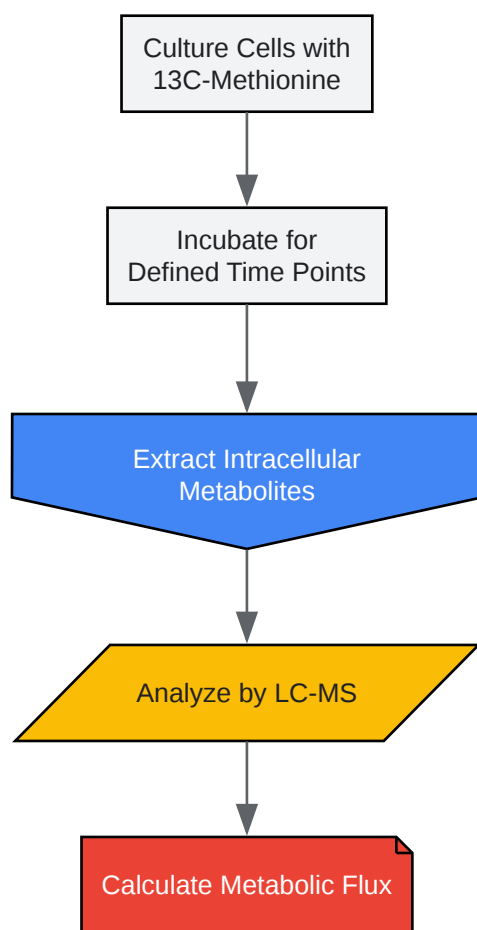 Culture Cells with
13C-Methionine
Incubate for
Defined Time Points
Extract Intracellular
Metabolites
Analyze by LC-MS
Calculate Metabolic Flux